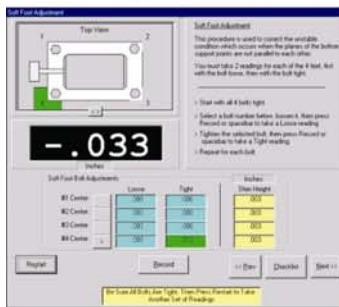 Soft Foot Adjustment
Top View
1
2
3
Soft Foot Adjustment
This procedure is used to correct the unstable
condition which occurs when the planes of the bottom
support points are not parallel to each other.
You must take 2 readings for each of the 4 feet, first
with the bolt loose, then with the bolt tight.
> Start with all 4 bolts tight.
> Select a bolt number below, loosen it, then press
Record or spacebar to take a Loose reading
> Tighten the selected bolt, then press Record or
spacebar to take a Tight reading
> Repeat for each bolt
-.033
Inches
Soft Foot Bolt Adjustments
Loose
Tight
Inches
Shim Height
#1 Center
.003
#2 Center
.003
#3 Center
.003
#4 Center
.003
Restart
Record
<< Prev
Checklist
Next >>
Be Sure All Bolts Are Tight. Then Press Restart to Take
Another Set of Readings